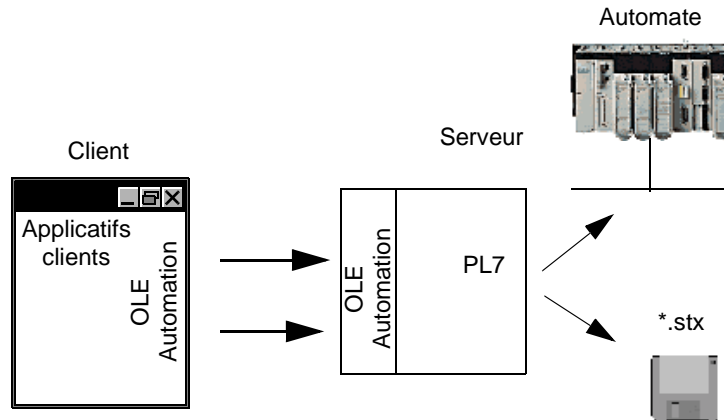 Automate
Serveur
Client
Applicatifs
clients
OLE
Automation
OLE
Automation
PL7
*.stx